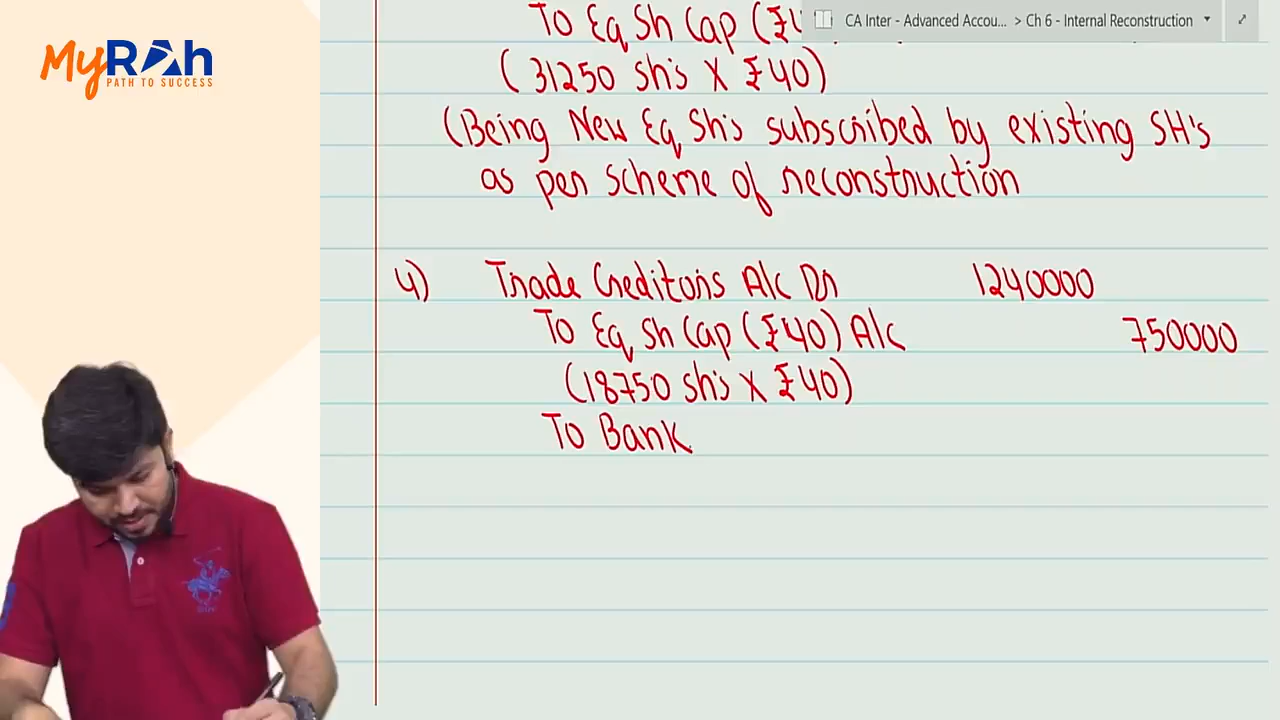 MyRAh
PATH TO SUCCESS
CA Inter - Advanced Accou... > Ch 6 - Internal Reconstruction
To Eq Sh Cap (₹4
(31250 Sh's X ₹40)
(Being New Eq Sh's subscribed by existing SH's
as per scheme of reconstruction
4) Trade Creditors A/c Dr 1240000
To Eq Sh Cap (₹40) A/c 750000
(18750 Sh's X ₹40)
To Bank